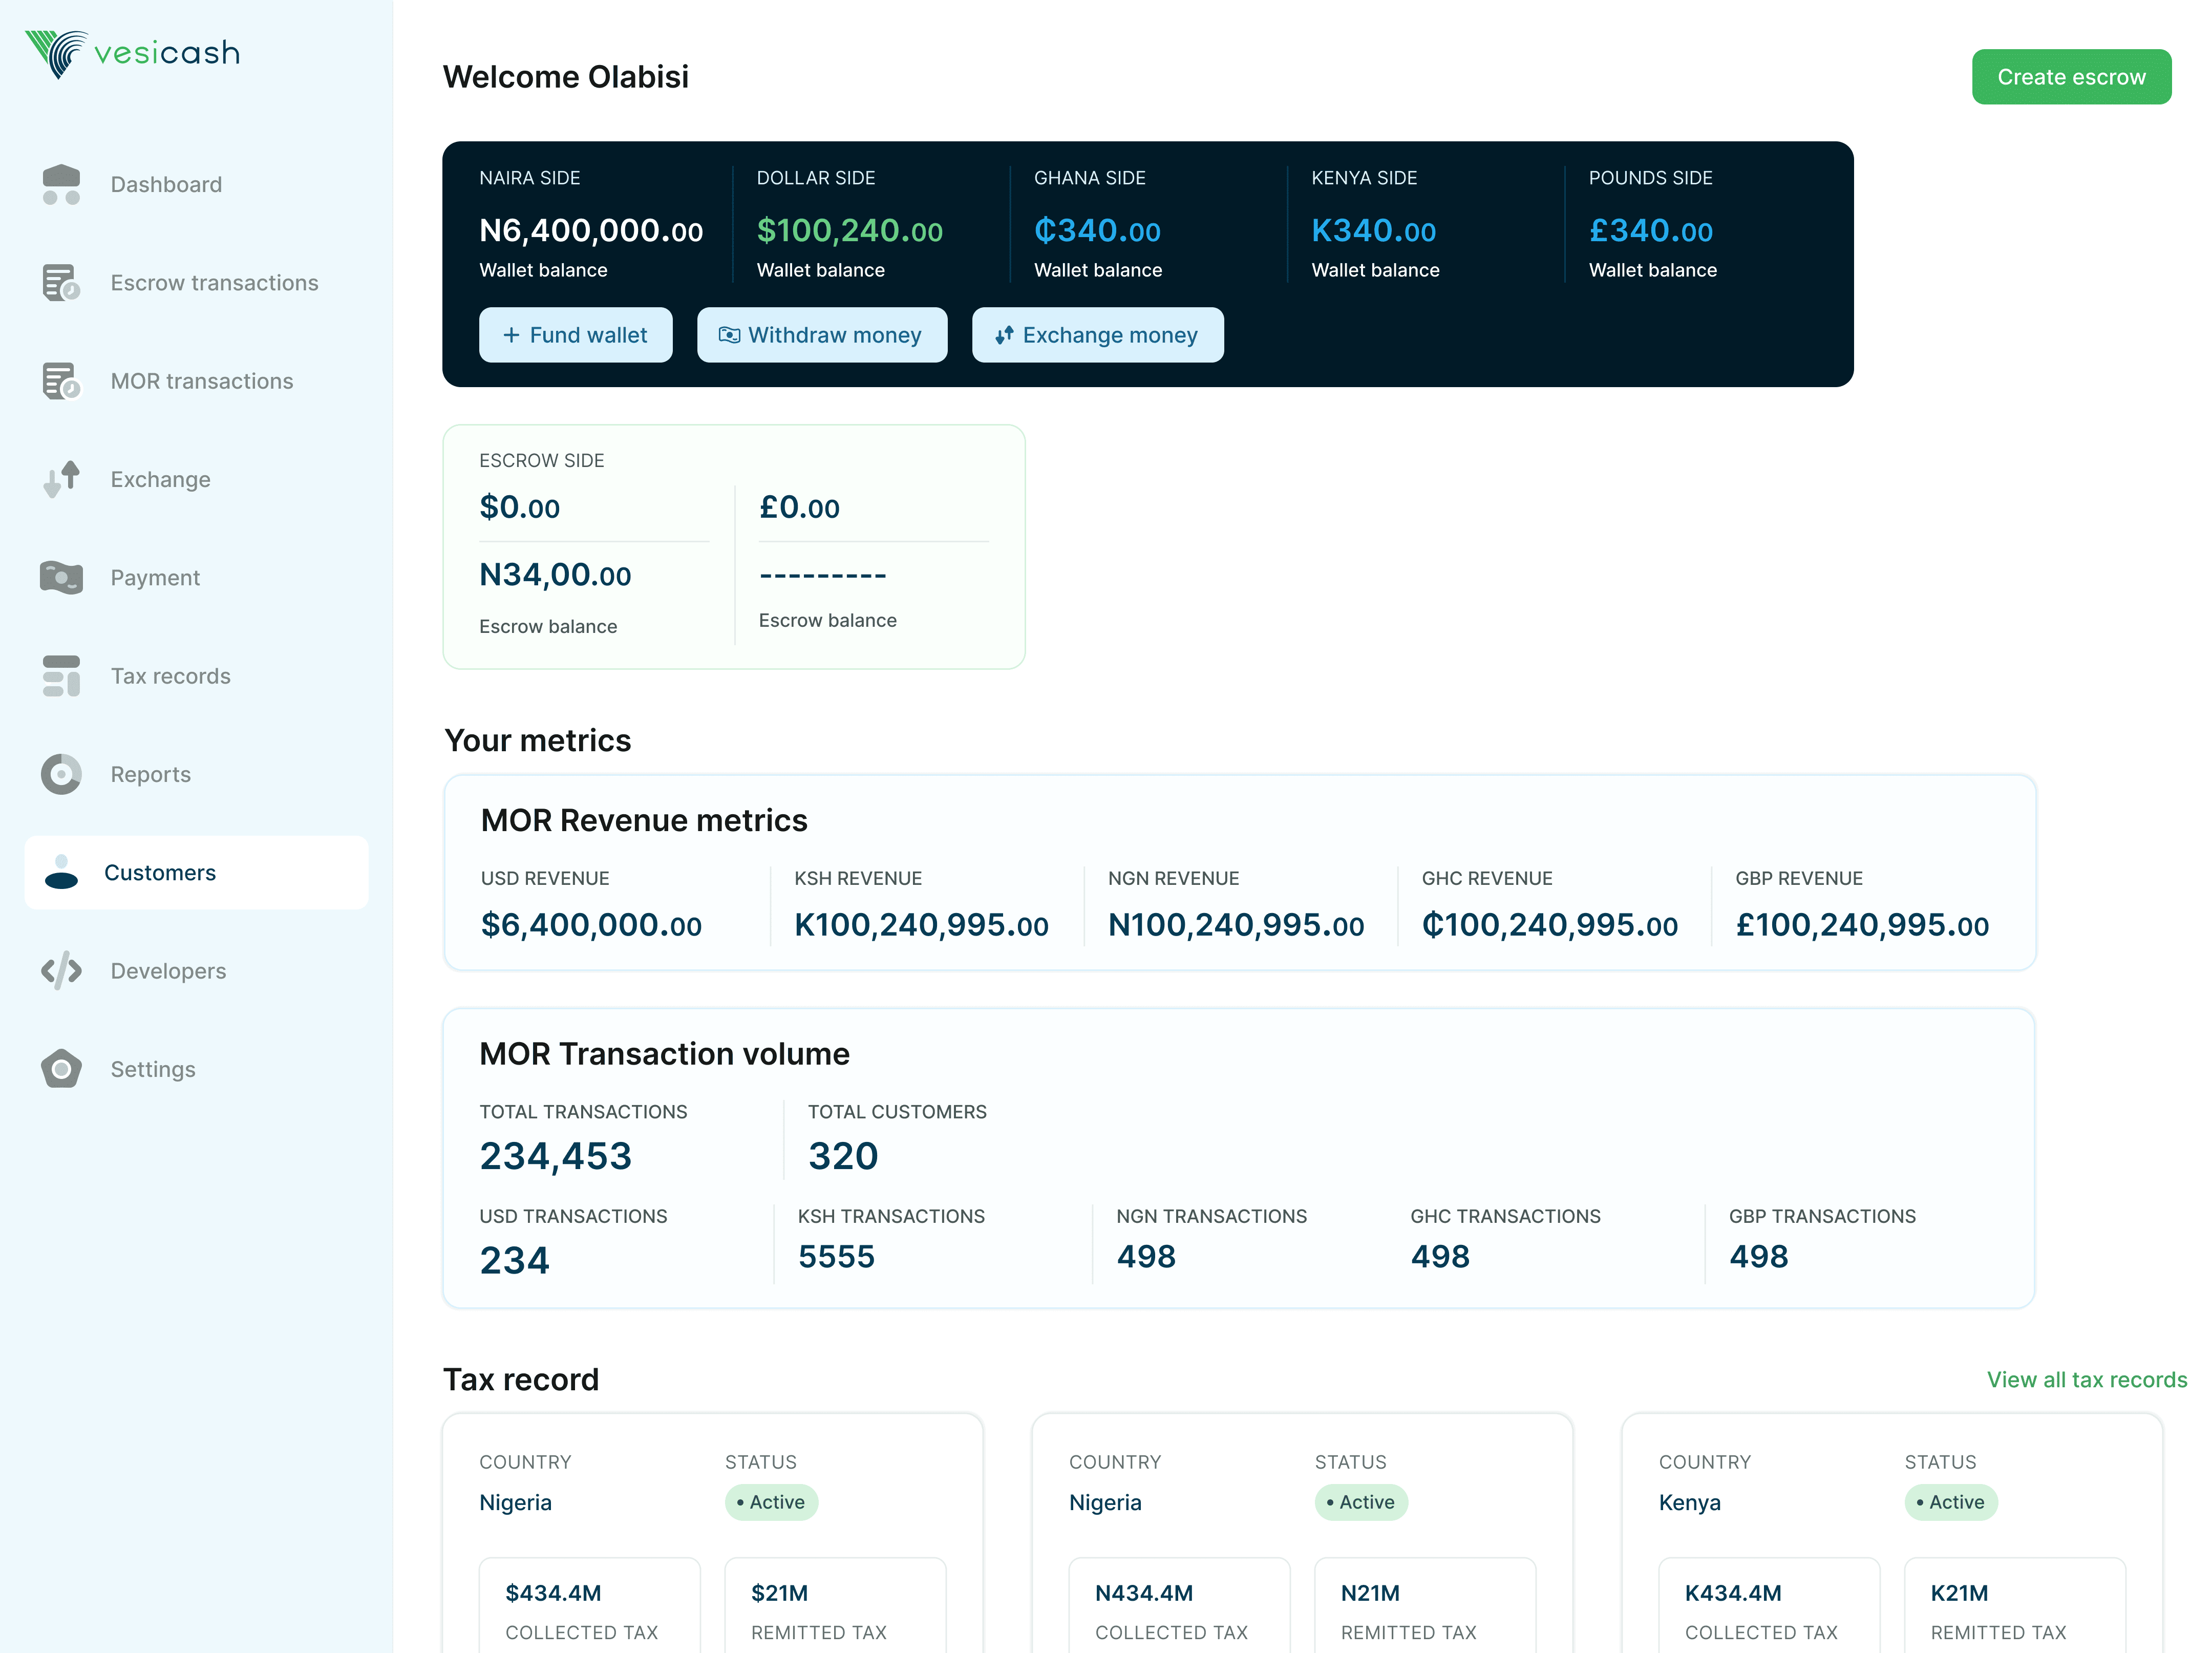 vesicash
Dashboard
Escrow transactions
MOR transactions
Exchange
Payment
Tax records
Reports
Customers
Developers
Settings
Welcome Olabisi
Create escrow
NAIRA SIDE
N6,400,000.00
Wallet balance
DOLLAR SIDE
$100,240.00
Wallet balance
GHANA SIDE
₵340.00
Wallet balance
KENYA SIDE
K340.00
Wallet balance
POUNDS SIDE
£340.00
Wallet balance
+ Fund wallet
Withdraw money
Exchange money
ESCROW SIDE
$0.00
N34,00.00
Escrow balance
£0.00
---------
Escrow balance
Your metrics
MOR Revenue metrics
USD REVENUE
$6,400,000.00
KSH REVENUE
K100,240,995.00
NGN REVENUE
N100,240,995.00
GHC REVENUE
₵100,240,995.00
GBP REVENUE
£100,240,995.00
MOR Transaction volume
TOTAL TRANSACTIONS
234,453
TOTAL CUSTOMERS
320
USD TRANSACTIONS
234
KSH TRANSACTIONS
5555
NGN TRANSACTIONS
498
GHC TRANSACTIONS
498
GBP TRANSACTIONS
498
Tax record
View all tax records
COUNTRY
Nigeria
STATUS
• Active
$434.4M
COLLECTED TAX
$21M
REMITTED TAX
COUNTRY
Nigeria
STATUS
• Active
N434.4M
COLLECTED TAX
N21M
REMITTED TAX
COUNTRY
Kenya
STATUS
• Active
K434.4M
COLLECTED TAX
K21M
REMITTED TAX